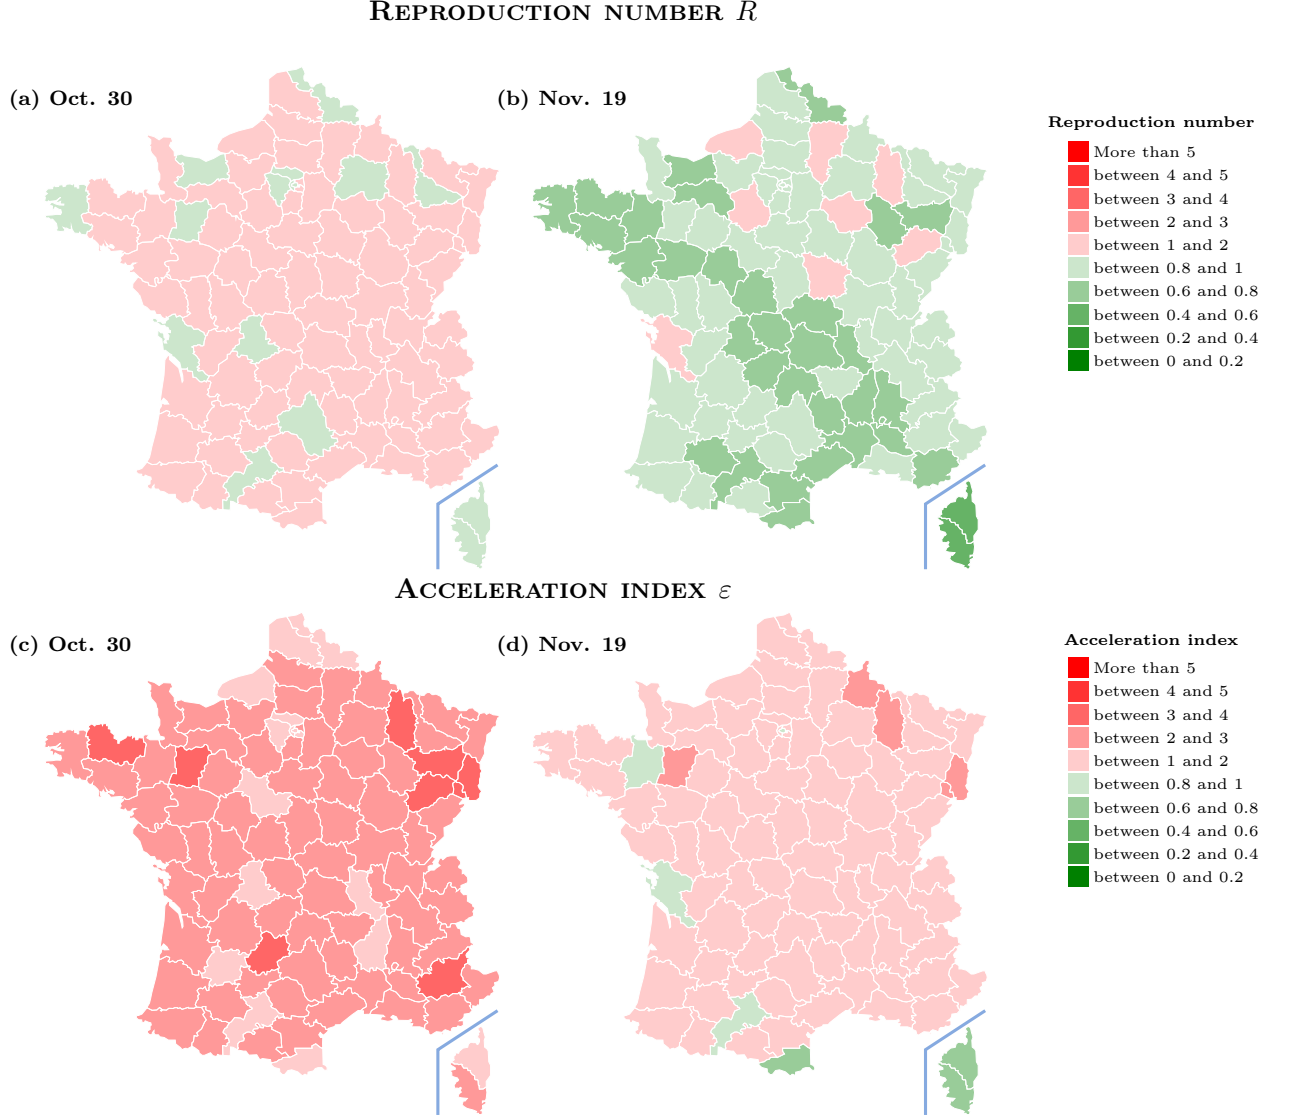 REPRODUCTION NUMBER R
(a) Oct. 30
(b) Nov. 19
Reproduction number
More than 5
between 4 and 5
between 3 and 4
between 2 and 3
between 1 and 2
between 0.8 and 1
between 0.6 and 0.8
between 0.4 and 0.6
between 0.2 and 0.4
between 0 and 0.2
ACCELERATION INDEX ε
(c) Oct. 30
(d) Nov. 19
Acceleration index
More than 5
between 4 and 5
between 3 and 4
between 2 and 3
between 1 and 2
between 0.8 and 1
between 0.6 and 0.8
between 0.4 and 0.6
between 0.2 and 0.4
between 0 and 0.2